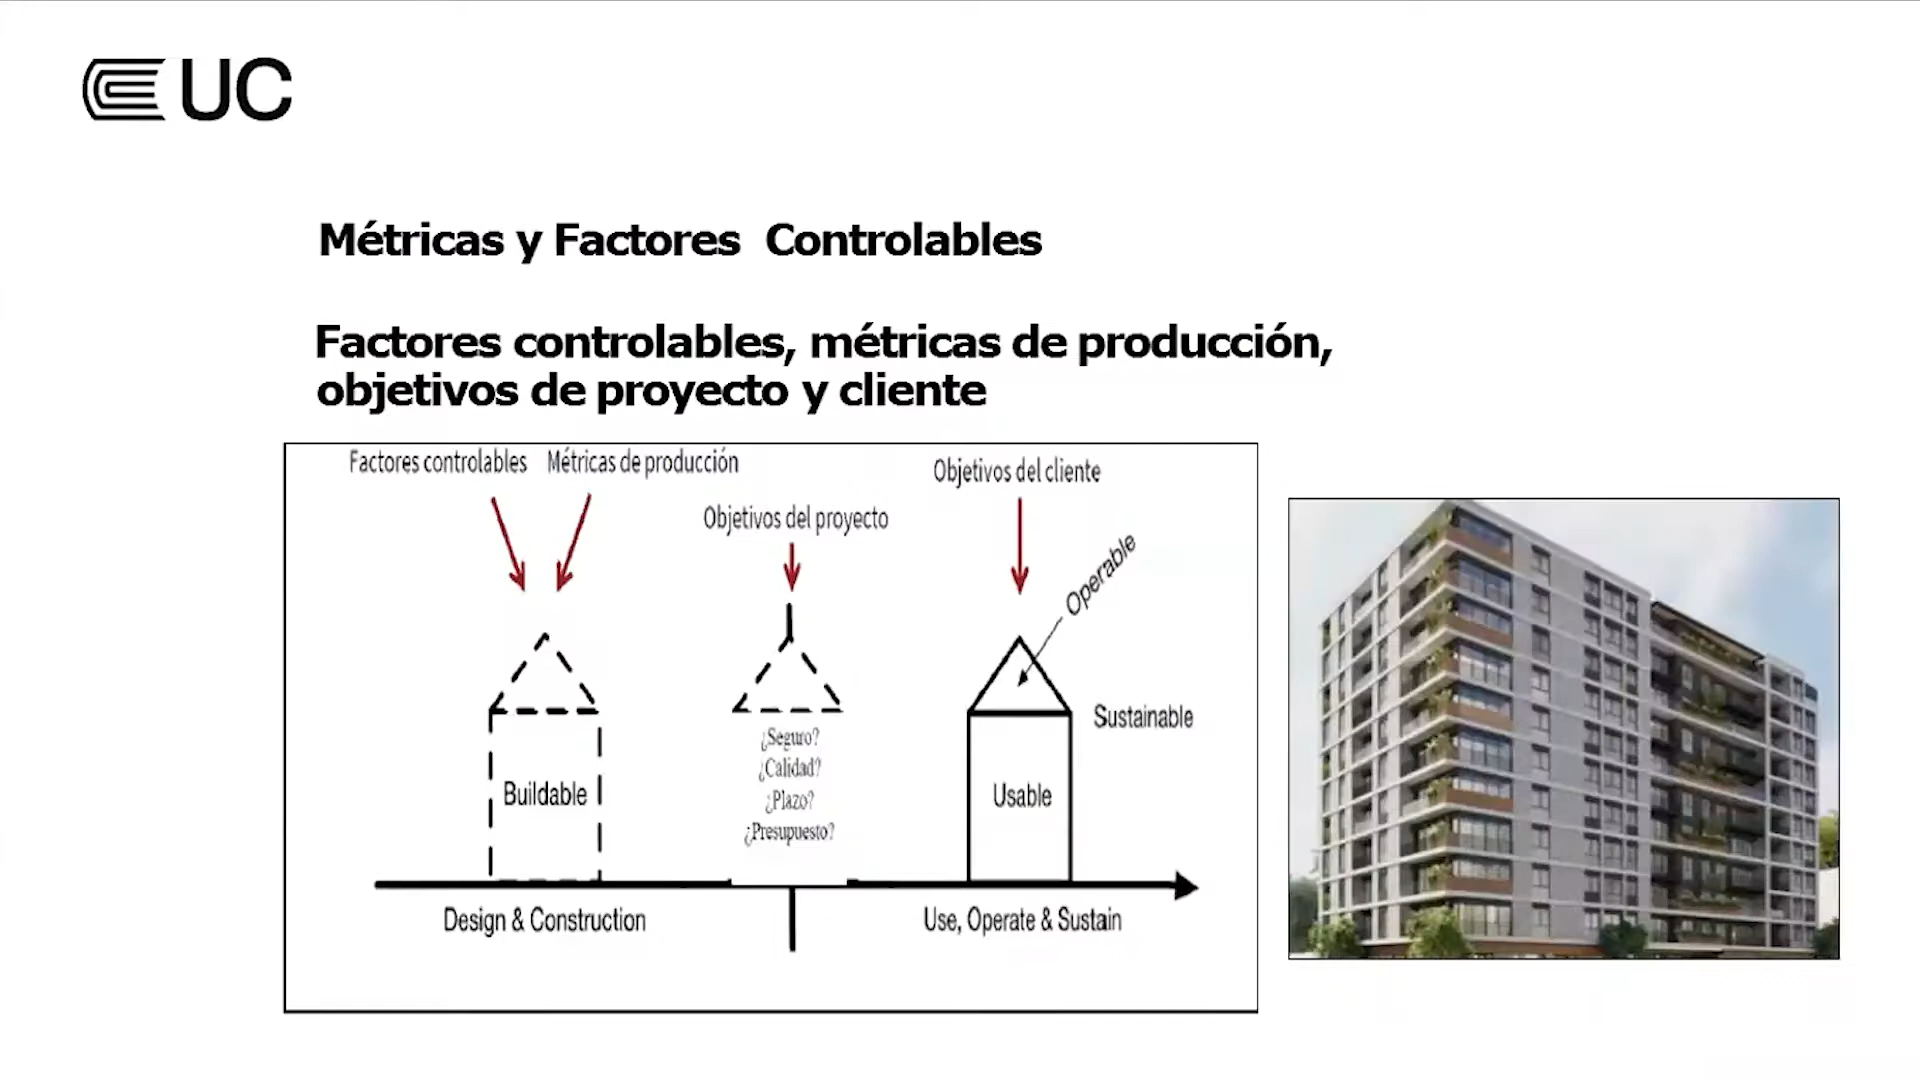 UC
Métricas y Factores Controlables
Factores controlables, métricas de producción,
objetivos de proyecto y cliente
Factores controlables
Métricas de producción
Objetivos del proyecto
Objetivos del cliente
Operable
¿Seguro?
¿Calidad?
¿Plazo?
¿Presupuesto?
Buildable
Usable
Sustainable
Design & Construction
Use, Operate & Sustain